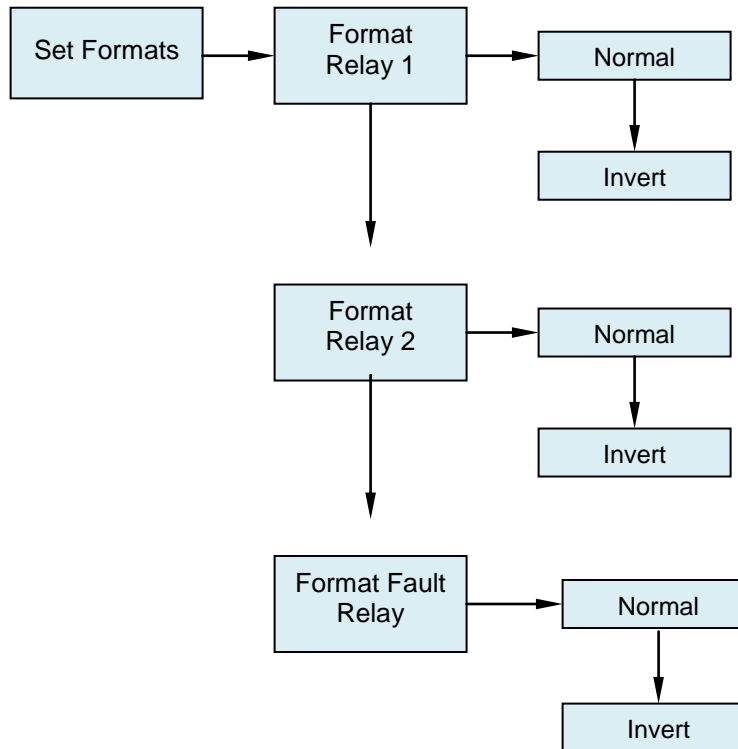 Set Formats
Format
Relay 1
Normal
Invert
Format
Relay 2
Normal
Invert
Format Fault
Relay
Normal
Invert